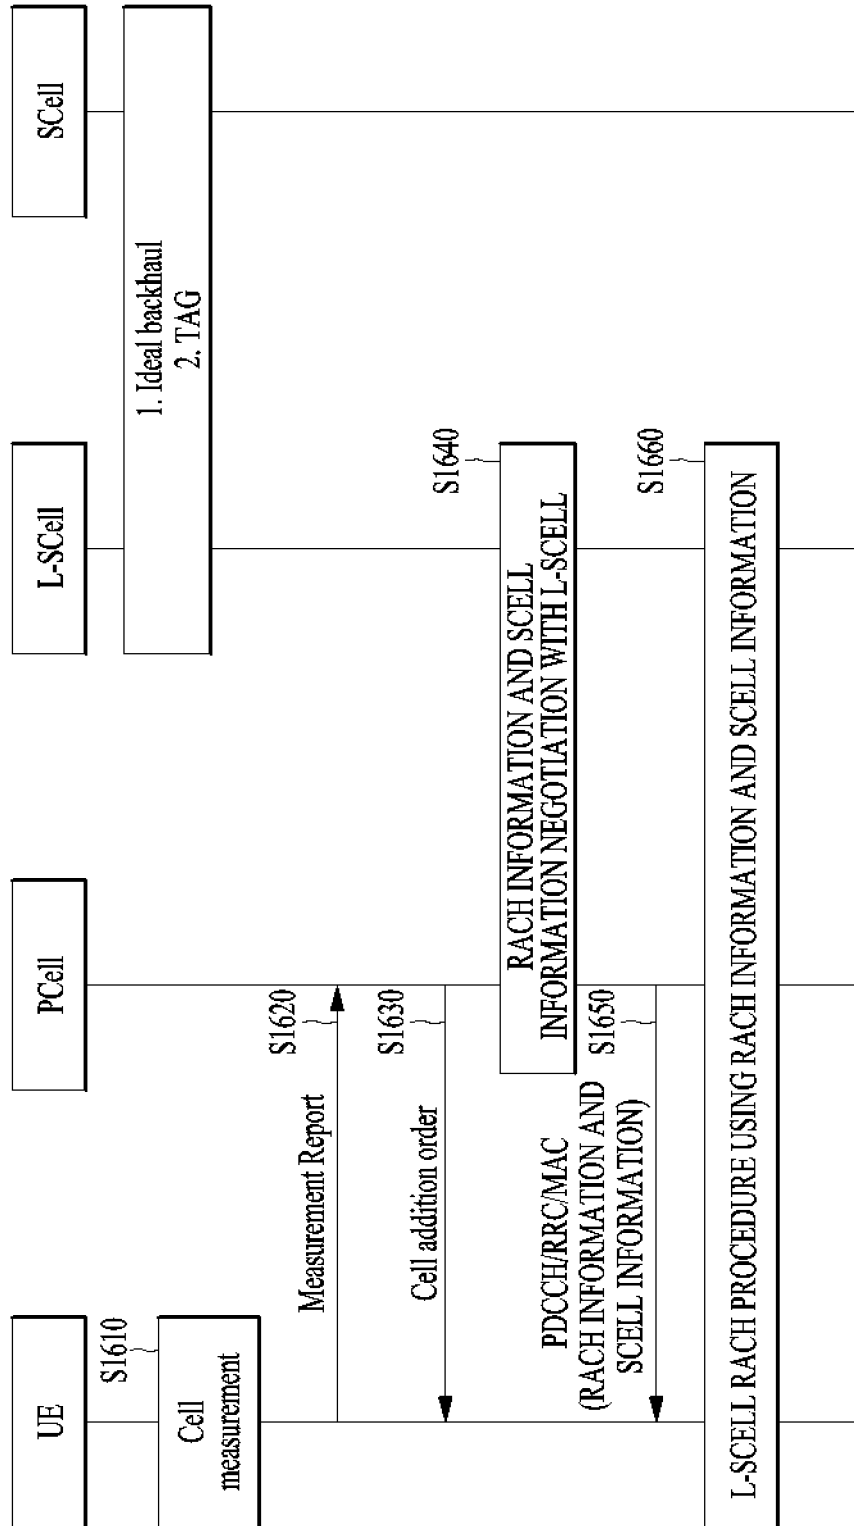 UE
PCell
L-SCell
SCell
1. Ideal backhaul
2. TAG
S1610
Cell
measurement
Measurement Report
S1620
Cell addition order
S1630
RACH INFORMATION AND SCELL
INFORMATION NEGOTIATION WITH L-SCELL
S1640
PDCCH/RRC/MAC
(RACH INFORMATION AND
SCELL INFORMATION)
S1650
L-SCELL RACH PROCEDURE USING RACH INFORMATION AND SCELL INFORMATION
S1660